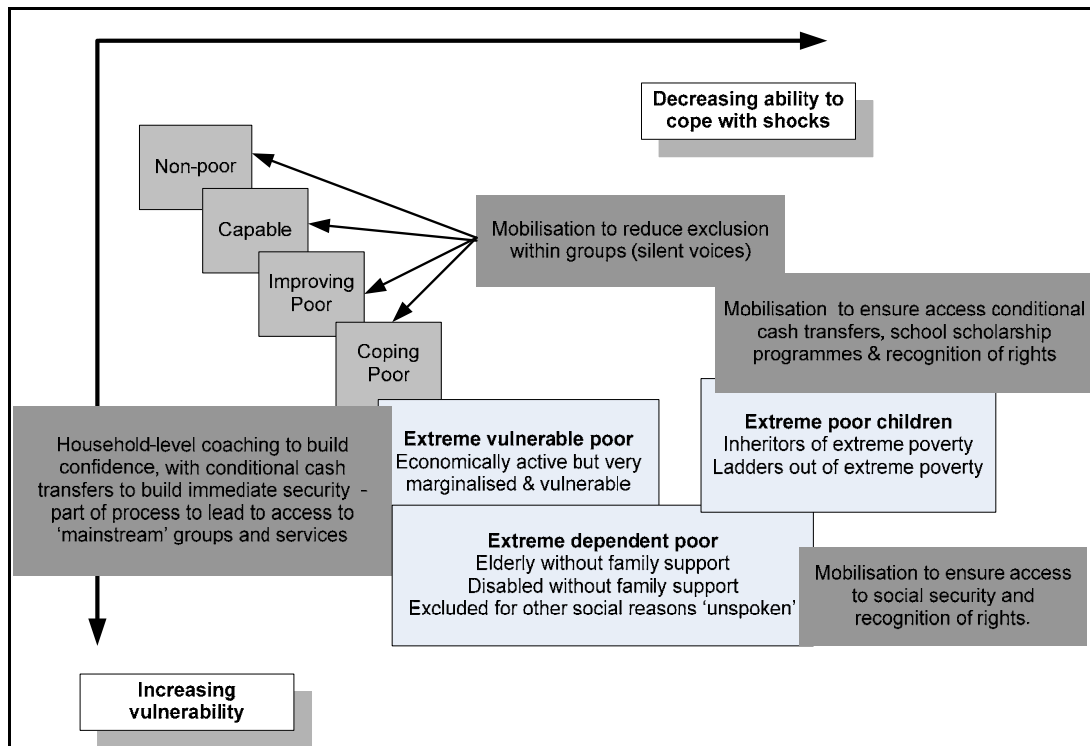 Decreasing ability to
cope with shocks
Non-poor
Capable
Improving
Poor
Coping
Poor
Mobilisation to reduce exclusion
within groups (silent voices)
Mobilisation to ensure access conditional
cash transfers, school scholarship
programmes & recognition of rights
Household-level coaching to build
confidence, with conditional cash
transfers to build immediate security -
part of process to lead to access to
‘mainstream’ groups and services
Extreme vulnerable poor
Economically active but very
marginalised & vulnerable
Extreme poor children
Inheritors of extreme poverty
Ladders out of extreme poverty
Extreme dependent poor
Elderly without family support
Disabled without family support
Excluded for other social reasons ‘unspoken’
Mobilisation to ensure access
to social security and
recognition of rights.
Increasing
vulnerability